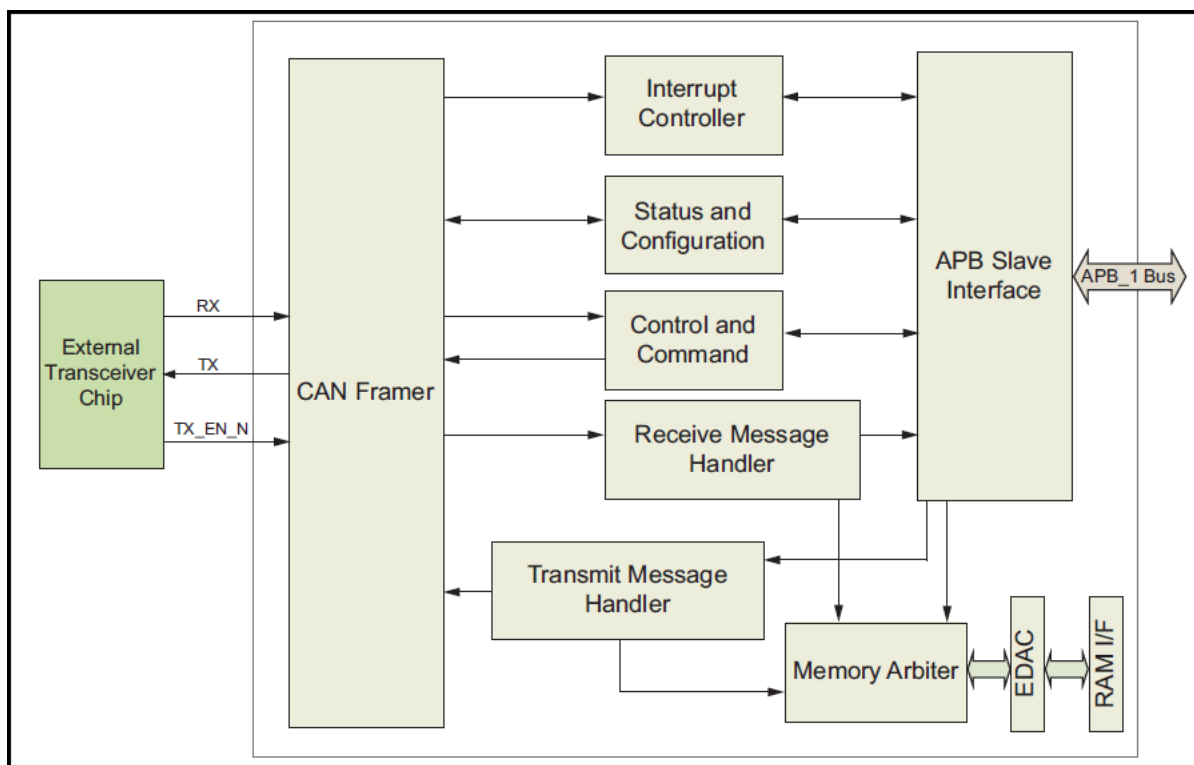 Interrupt
Controller
Status and
Configuration
APB Slave
Interface
APB_1 Bus
External
Transceiver
Chip
RX
TX
TX_EN_N
CAN Framer
Control and
Command
Receive Message
Handler
Transmit Message
Handler
Memory Arbiter
EDAC
RAM I/F